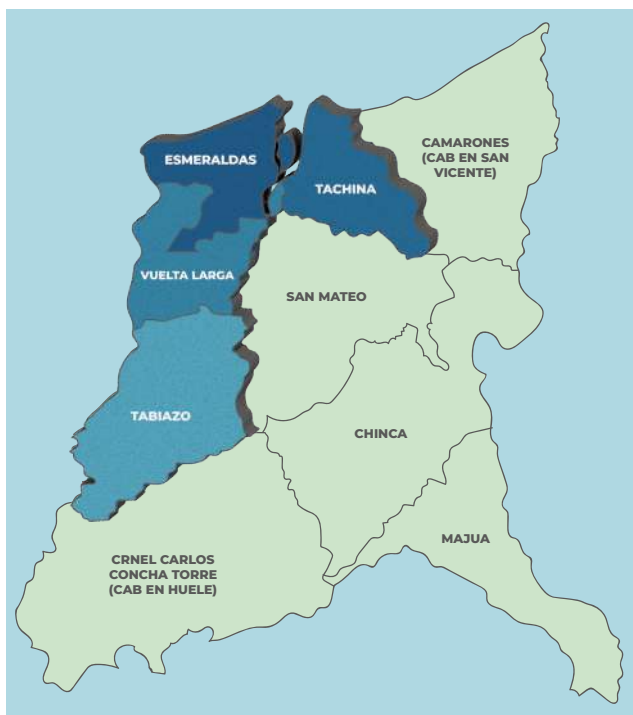 CAMARONES
(CAB EN SAN
VICENTE)
ESMERALDAS
TACHINA
VUELTA LARGA
SAN MATEO
TABIAZO
CHINCA
MAJUA
CRNEL CARLOS
CONCHA TORRE
(CAB EN HUELE)